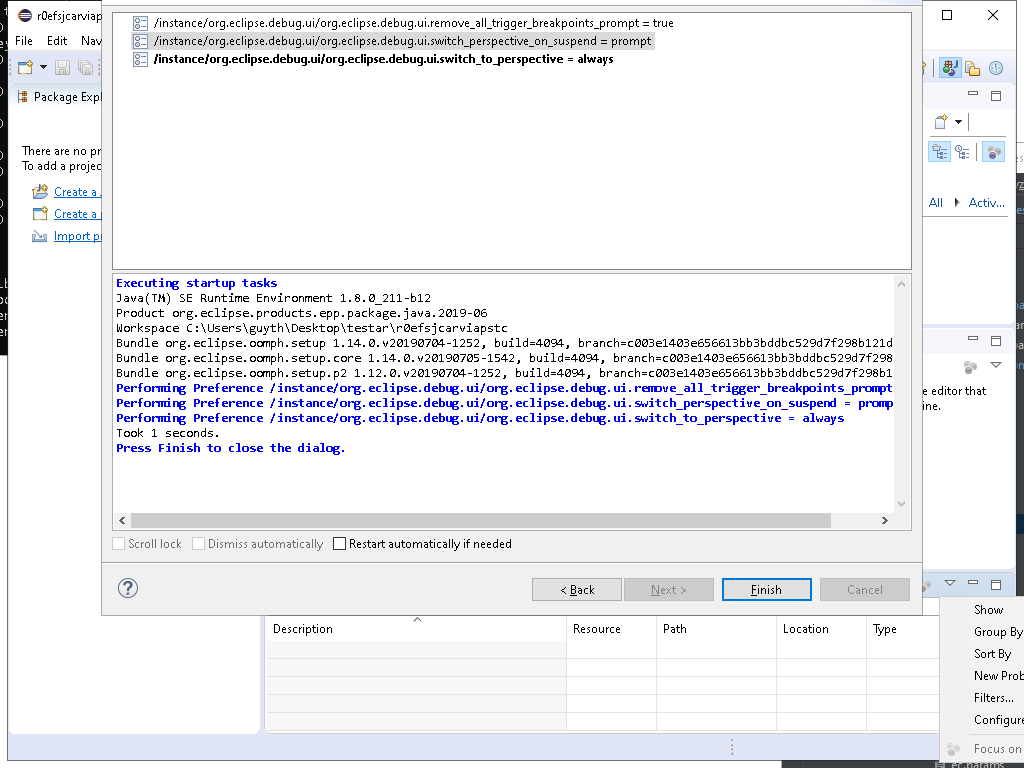 /instance/org.eclipse.debug.ui/org.eclipse.debug.ui.remove_all_trigger_breakpoints_prompt = true
r0efsjcarviap
/instance/org.eclipse.debug.ui/org.eclipse.debug.ui.switch_perspective_on_suspend = prompt
File Edit Nav
/instance/org.eclipse.debug.ui/org.eclipse.debug.ui.switch_to_perspective = always
Package Expl
There are no pr
To add a projec
Create a
Create a
Import p
All
Activ...
Executing startup tasks
Java(TM) SE Runtime Environment 1.8.0_211-b12
Product org.eclipse.products.epp.package.java.2019-06
Workspace C:\Users\guyth\Desktop\testar\r0efsjcarviapstc
Bundle org.eclipse.oomph.setup 1.14.0.v20190704-1252, build=4094, branch=c003e1403e656613bb3bddbc529d7f298b121d
Bundle org.eclipse.oomph.setup.core 1.14.0.v20190705-1542, build=4094, branch=c003e1403e656613bb3bddbc529d7f298
Bundle org.eclipse.oomph.setup.p2 1.12.0.v20190704-1252, build=4094, branch=c003e1403e656613bb3bddbc529d7f298b1
Performing Preference /instance/org.eclipse.debug.ui/org.eclipse.debug.ui.remove_all_trigger_breakpoints_prompt
Performing Preference /instance/org.eclipse.debug.ui/org.eclipse.debug.ui.switch_perspective_on_suspend = promp
Performing Preference /instance/org.eclipse.debug.ui/org.eclipse.debug.ui.switch_to_perspective = always
Took 1 seconds.
Press Finish to close the dialog.
e editor that
ine.
Scroll lock Dismiss automatically Restart automatically if needed
< Back Next > Finish Cancel
Description Resource Path Location Type
Show
Group By
Sort By
New Prob
Filters...
Configure
Focus on
ec.params